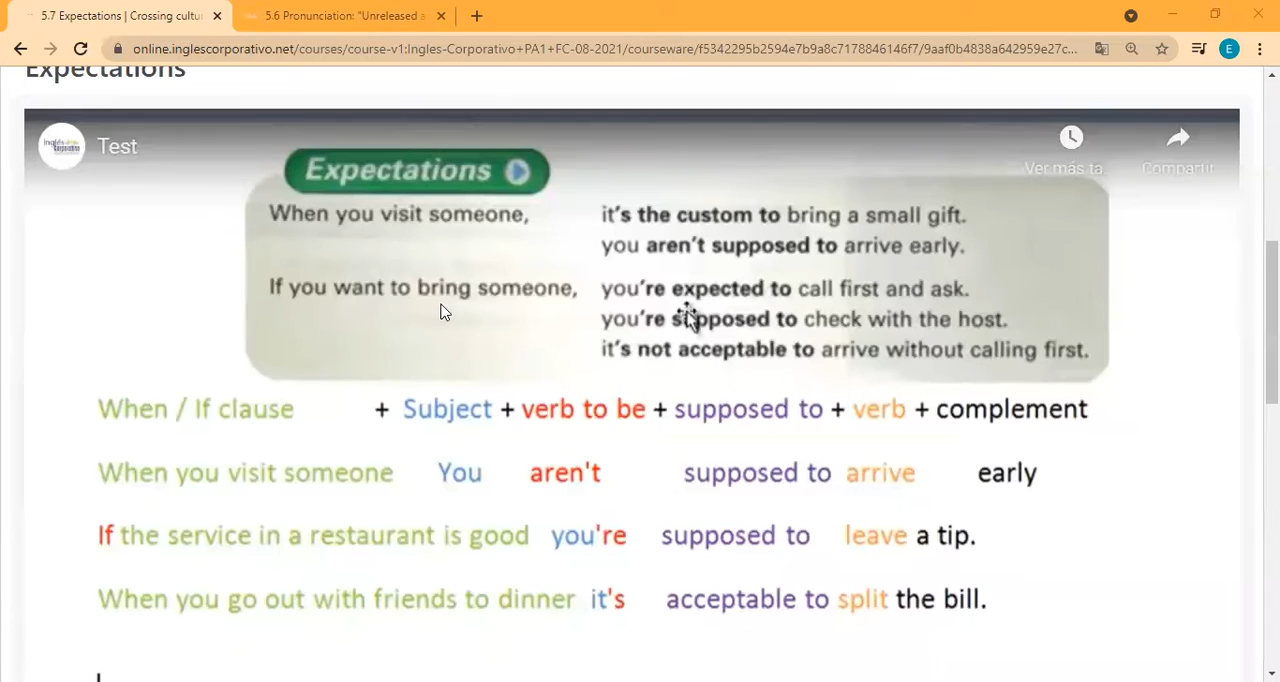 5.7 Expectations | Crossing cultu
5.6 Pronunciation: "Unreleased a
online.inglescorporativo.net/courses/course-v1:Ingles-Corporativo+PA1+FC-08-2021/courseware/f5342295b2594e7b9a8c7178846146f7/9aaf0b4838a642959e27c...
E
Expectations
Test
Ver más ta
Compartir
Expectations
When you visit someone, it's the custom to bring a small gift.
you aren't supposed to arrive early.
If you want to bring someone, you're expected to call first and ask.
you're supposed to check with the host.
it's not acceptable to arrive without calling first.
When / If clause + Subject + verb to be + supposed to + verb + complement
When you visit someone You aren't supposed to arrive early
If the service in a restaurant is good you're supposed to leave a tip.
When you go out with friends to dinner it's acceptable to split the bill.